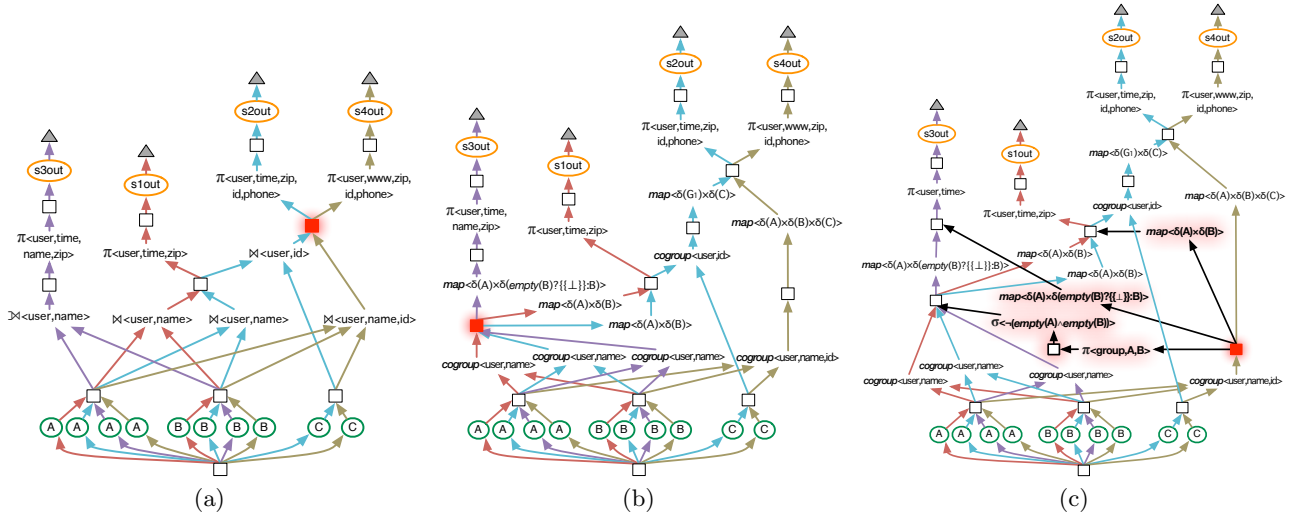 s2out
s4out
s3out
s1out
π<user,time,zip,
id,phone>
π<user,www,zip,
id,phone>
π<user,time,
name,zip>
π<user,time,zip>
⋈<user,id>
⟕<user,name>
⋈<user,name>
⋈<user,name>
⋈<user,name,id>
A A A A B B B B C C
(a)
s2out
s4out
s3out
s1out
π<user,time,zip,
id,phone>
π<user,www,zip,
id,phone>
π<user,time,
name,zip>
π<user,time,zip>
map<δ(G₁)×δ(C)>
map<δ(A)×δ(B)×δ(C)>
cogroup<user,id>
map<δ(A)×δ(empty(B)?{{⊥}}:B)>
map<δ(A)×δ(B)>
map<δ(A)×δ(B)>
cogroup<user,name>
cogroup<user,name>
cogroup<user,name>
cogroup<user,name,id>
A A A A B B B B C C
(b)
s2out
s4out
s3out
s1out
π<user,time,zip,
id,phone>
π<user,www,zip,
id,phone>
map<δ(G₁)×δ(C)>
π<user,time>
π<user,time,zip>
cogroup<user,id>
map<δ(A)×δ(B)×δ(C)>
map<δ(A)×δ(B)>
map<δ(A)×δ(B)>
map<δ(A)×δ(empty(B)?{{⊥}}:B)>
map<δ(A)×δ(B)>
map<δ(A)×δ(empty(B)?{{⊥}}:B)>
σ<¬(empty(A)∧empty(B))>
π<group,A,B>
cogroup<user,name>
cogroup<user,name>
cogroup<user,name>
cogroup<user,name,id>
A A A A B B B B C C
(c)